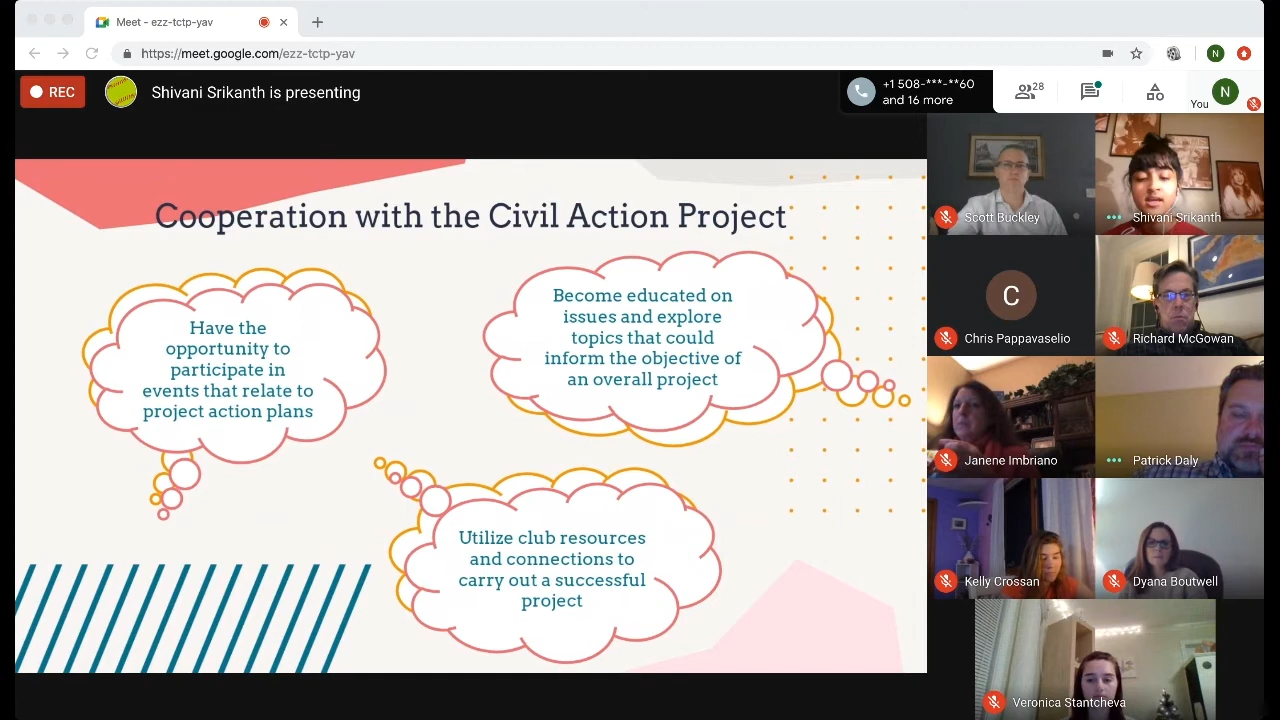 Meet - ezz-tctp-yav
https://meet.google.com/ezz-tctp-yav
N
REC
Shivani Srikanth is presenting
+1 508-***-**60
and 16 more
28
You
N
Cooperation with the Civil Action Project
Have the
opportunity to
participate in
events that relate to
project action plans
Become educated on
issues and explore
topics that could
inform the objective of
an overall project
Utilize club resources
and connections to
carry out a successful
project
Scott Buckley
Shivani Srikanth
C
Chris Pappavaselio
Richard McGowan
Janene Imbriano
Patrick Daly
Kelly Crossan
Dyana Boutwell
Veronica Stantcheva